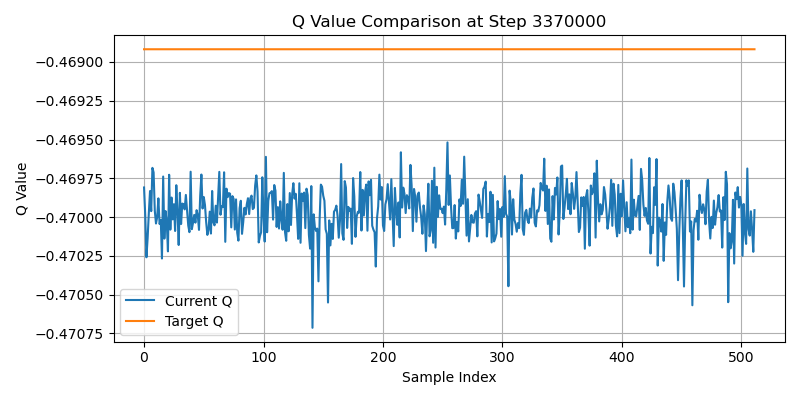 Q Value Comparison at Step 3370000
Q Value
−0.46900
−0.46925
−0.46950
−0.46975
−0.47000
−0.47025
−0.47050
−0.47075
Current Q
Target Q
0 100 200 300 400 500
Sample Index